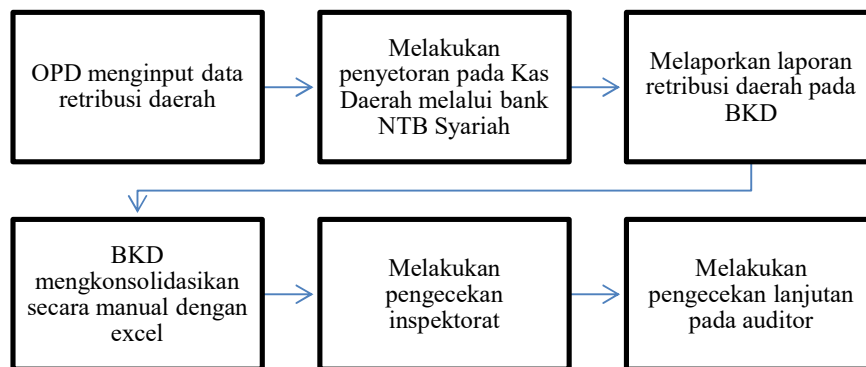 OPD menginput data
retribusi daerah
Melakukan
penyetoran pada Kas
Daerah melalui bank
NTB Syariah
Melaporkan laporan
retribusi daerah pada
BKD
BKD
mengkonsolidasikan
secara manual dengan
excel
Melakukan
pengecekan
inspektorat
Melakukan
pengecekan lanjutan
pada auditor